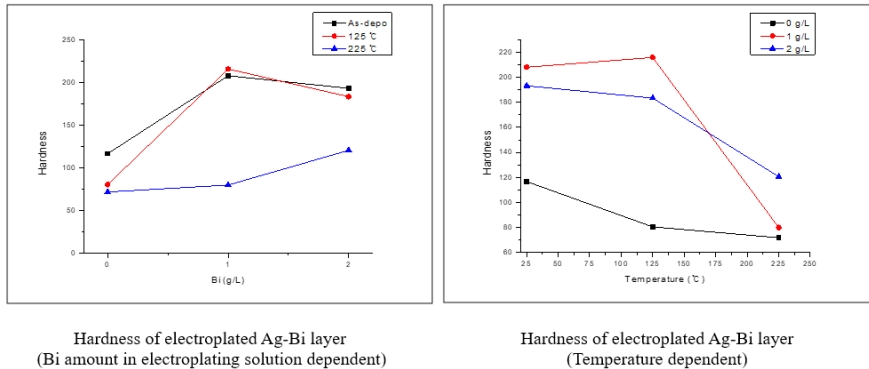 As-depo
125 ℃
225 ℃
250
200
150
100
50
0
Hardness
0
1
2
Bi (g/L)
0 g/L
1 g/L
2 g/L
220
200
180
160
140
120
100
80
60
Hardness
25
50
75
100
125
150
175
200
225
250
Temperature (℃)
Hardness of electroplated Ag-Bi layer
(Bi amount in electroplating solution dependent)
Hardness of electroplated Ag-Bi layer
(Temperature dependent)